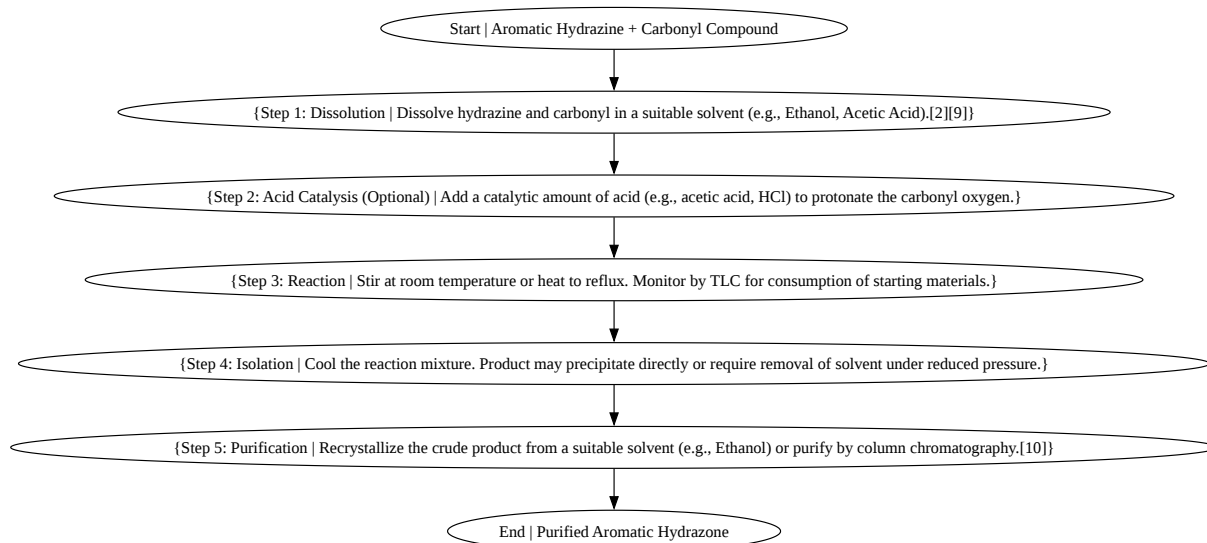 Start | Aromatic Hydrazine + Carbonyl Compound
{Step 1: Dissolution | Dissolve hydrazine and carbonyl in a suitable solvent (e.g., Ethanol, Acetic Acid).[2][9]}
{Step 2: Acid Catalysis (Optional) | Add a catalytic amount of acid (e.g., acetic acid, HCl) to protonate the carbonyl oxygen.}
{Step 3: Reaction | Stir at room temperature or heat to reflux. Monitor by TLC for consumption of starting materials.}
{Step 4: Isolation | Cool the reaction mixture. Product may precipitate directly or require removal of solvent under reduced pressure.}
{Step 5: Purification | Recrystallize the crude product from a suitable solvent (e.g., Ethanol) or purify by column chromatography.[10]}
End | Purified Aromatic Hydrazone